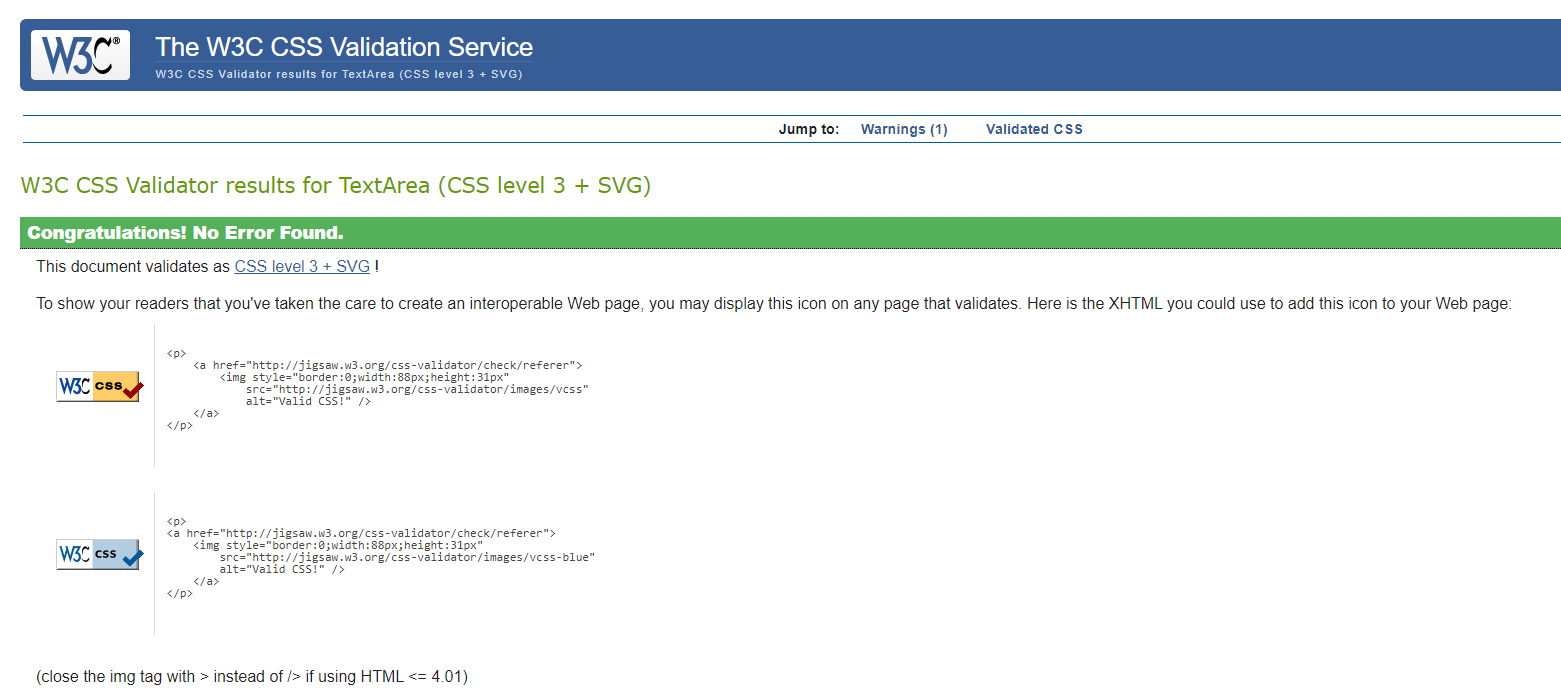 W3C®
The W3C CSS Validation Service
W3C CSS Validator results for TextArea (CSS level 3 + SVG)
Jump to: Warnings (1) Validated CSS
W3C CSS Validator results for TextArea (CSS level 3 + SVG)
Congratulations! No Error Found.
This document validates as CSS level 3 + SVG !
To show your readers that you've taken the care to create an interoperable Web page, you may display this icon on any page that validates. Here is the XHTML you could use to add this icon to your Web page:
W3C css
<p>
    <a href="http://jigsaw.w3.org/css-validator/check/referer">
        <img style="border:0;width:88px;height:31px"
            src="http://jigsaw.w3.org/css-validator/images/vcss"
            alt="Valid CSS!" />
    </a>
</p>
W3C css
<p>
<a href="http://jigsaw.w3.org/css-validator/check/referer">
    <img style="border:0;width:88px;height:31px"
        src="http://jigsaw.w3.org/css-validator/images/vcss-blue"
        alt="Valid CSS!" />
    </a>
</p>
(close the img tag with > instead of /> if using HTML <= 4.01)